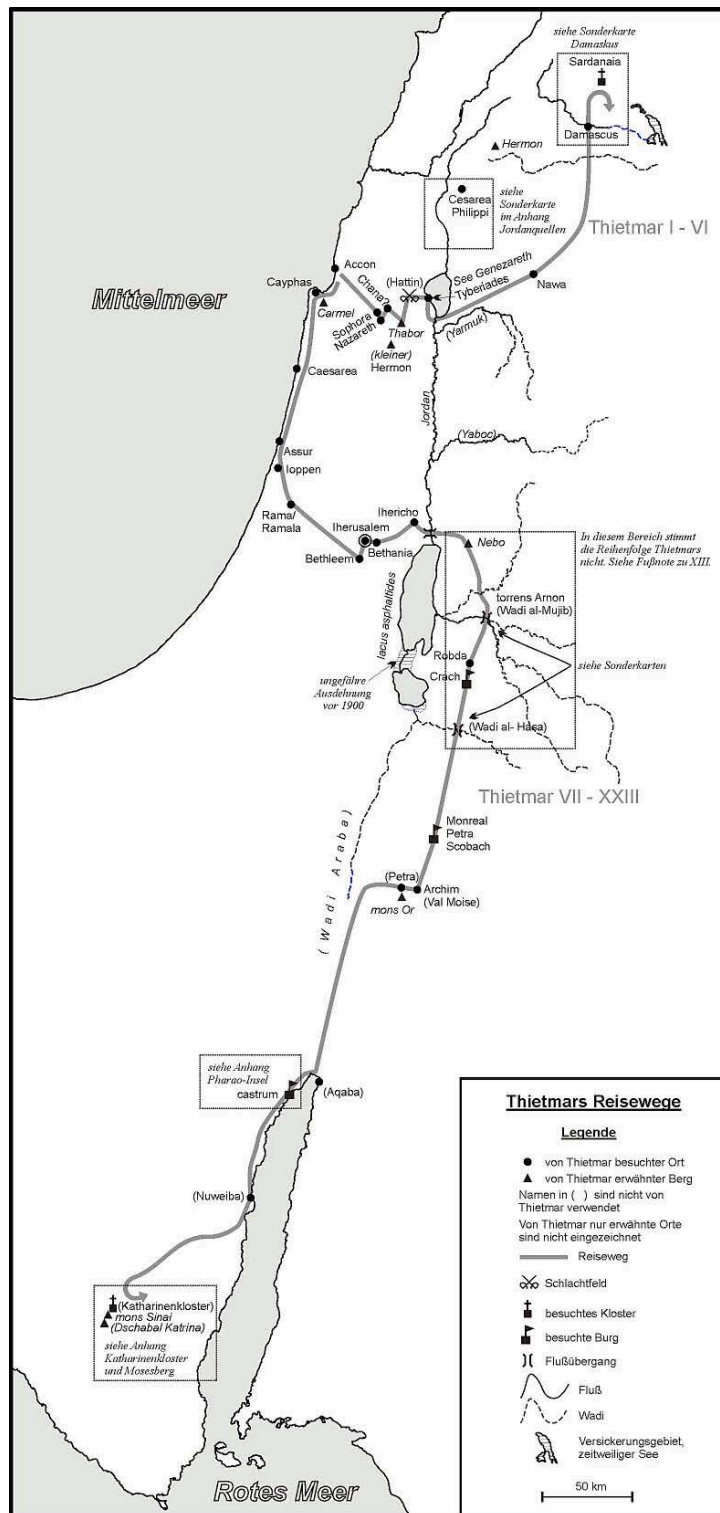 siehe Sonderkarte
Damaskus
Sardanaia
Damascus
Hermon
siehe
Sonderkarte
im Anhang
Jordanquellen
Cesarea
Philippi
Thietmar I - VI
Mittelmeer
Accon
Cayphas
Carmel
Chana?
Sophora
Nazareth
(Hattin)
See Genezareth
Tyberiades
Nawa
Thabor
(kleiner)
Hermon
(Yarmuk)
Caesarea
Jordan
(Yaboc)
Assur
Ioppen
Rama/
Ramala
Iherusalem
Ihericho
Bethleem
Bethania
Nebo
In diesem Bereich stimmt
die Reihenfolge Thietmars
nicht. Siehe Fußnote zu XIII.
lacus asphaltides
torrens Arnon
(Wadi al-Mujib)
ungefähre
Ausdehnung
vor 1900
Robda
Crach
siehe Sonderkarten
(Wadi al-Hasa)
Thietmar VII - XXIII
(Wadi Araba)
Monreal
Petra
Scobach
(Petra)
Archim
(Val Moise)
mons Or
siehe Anhang
Pharao-Insel
castrum
(Aqaba)
(Nuweiba)
(Katharinenkloster)
mons Sinai
(Dschabal Katrina)
siehe Anhang
Katharinenkloster
und Mosesberg
Rotes Meer
Thietmars Reisewege
Legende
von Thietmar besuchter Ort
von Thietmar erwähnter Berg
Namen in ( ) sind nicht von
Thietmar verwendet
Von Thietmar nur erwähnte Orte
sind nicht eingezeichnet
Reiseweg
Schlachtfeld
besuchtes Kloster
besuchte Burg
Flußübergang
Fluß
Wadi
Versickerungsgebiet,
zeitweiliger See
50 km